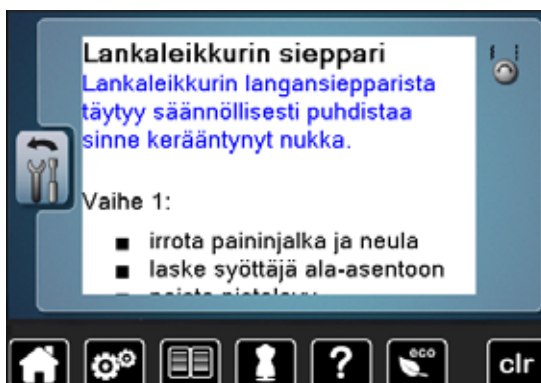 Lankaleikkurin sieppari
Lankaleikkurin langansiepparista
täytyy säännöllisesti puhdistaa
sinne kerääntynyt nukka.
Vaihe 1:
■ irrota paininjalka ja neula
■ laske syöttäjä ala-asentoon
?
eco
clr